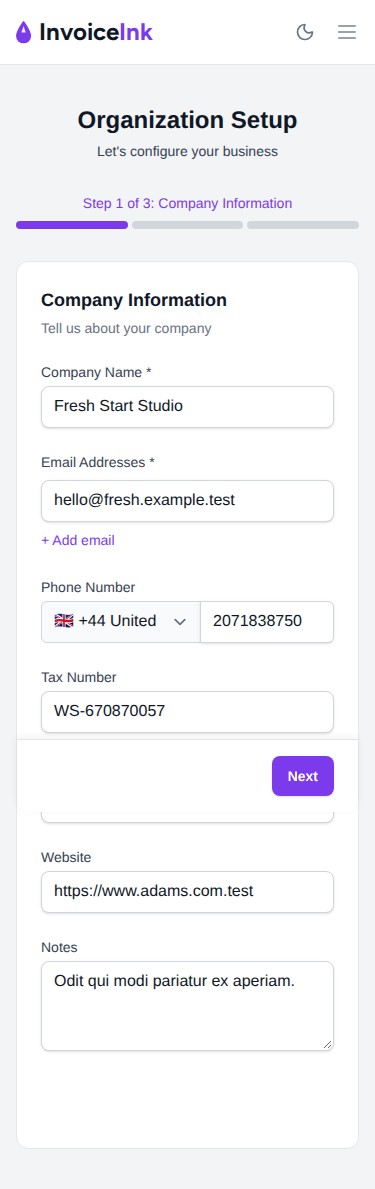 InvoiceInk
Organization Setup
Let's configure your business
Step 1 of 3: Company Information
Company Information
Tell us about your company
Company Name *
Fresh Start Studio
Email Addresses *
hello@fresh.example.test
+ Add email
Phone Number
🇬🇧 +44 United 2071838750
Tax Number
WS-670870057
Next
Website
https://www.adams.com.test
Notes
Odit qui modi pariatur ex aperiam.